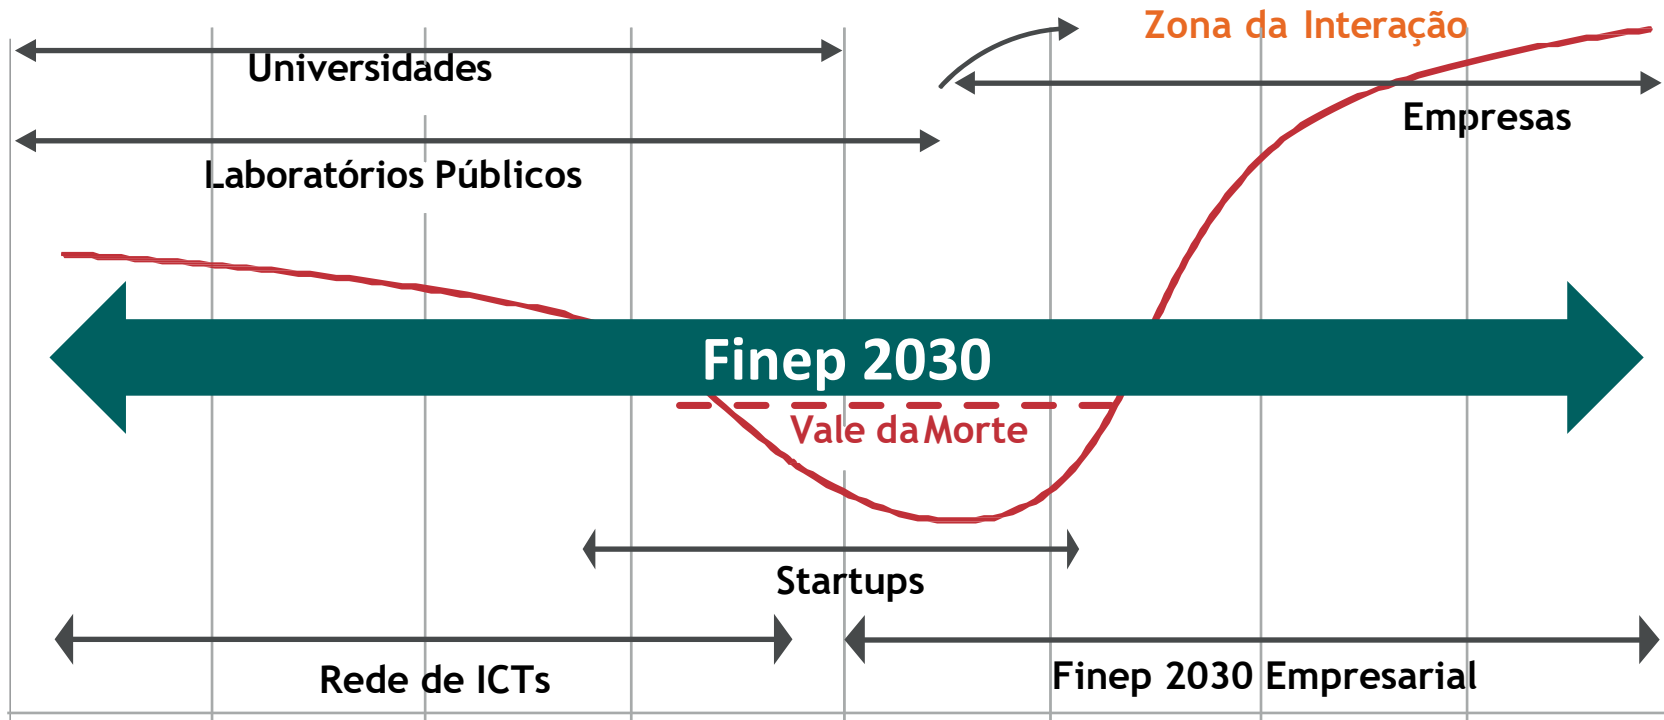 Zona da Interação
Universidades
Empresas
Laboratórios Públicos
Finep 2030
Vale da Morte
Startups
Rede de ICTs
Finep 2030 Empresarial